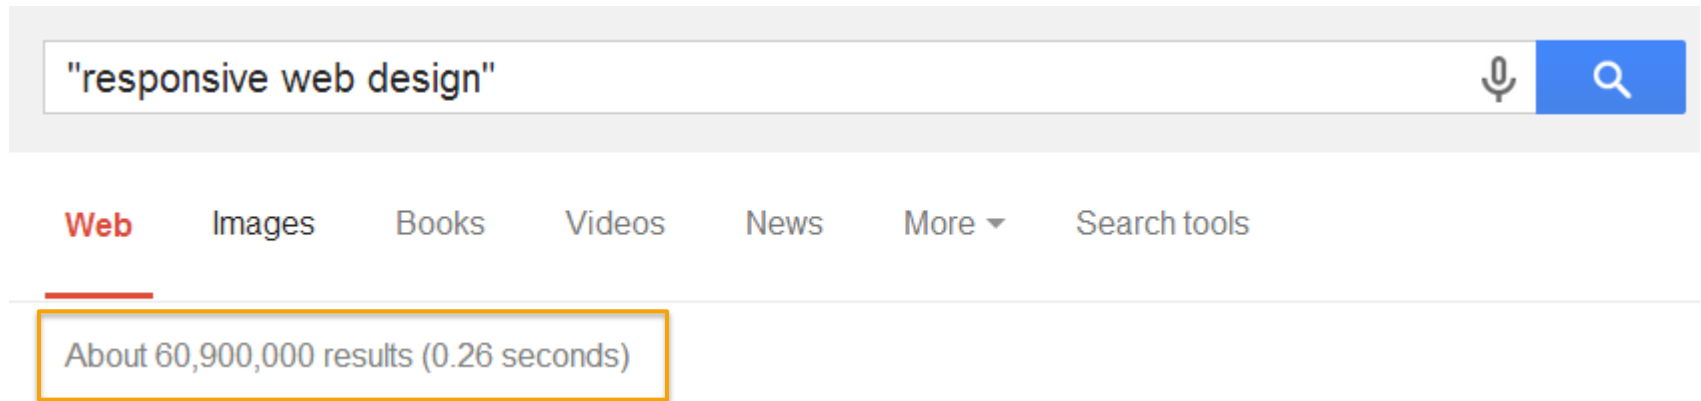 "responsive web design"
Web Images Books Videos News More Search tools
About 60,900,000 results (0.26 seconds)